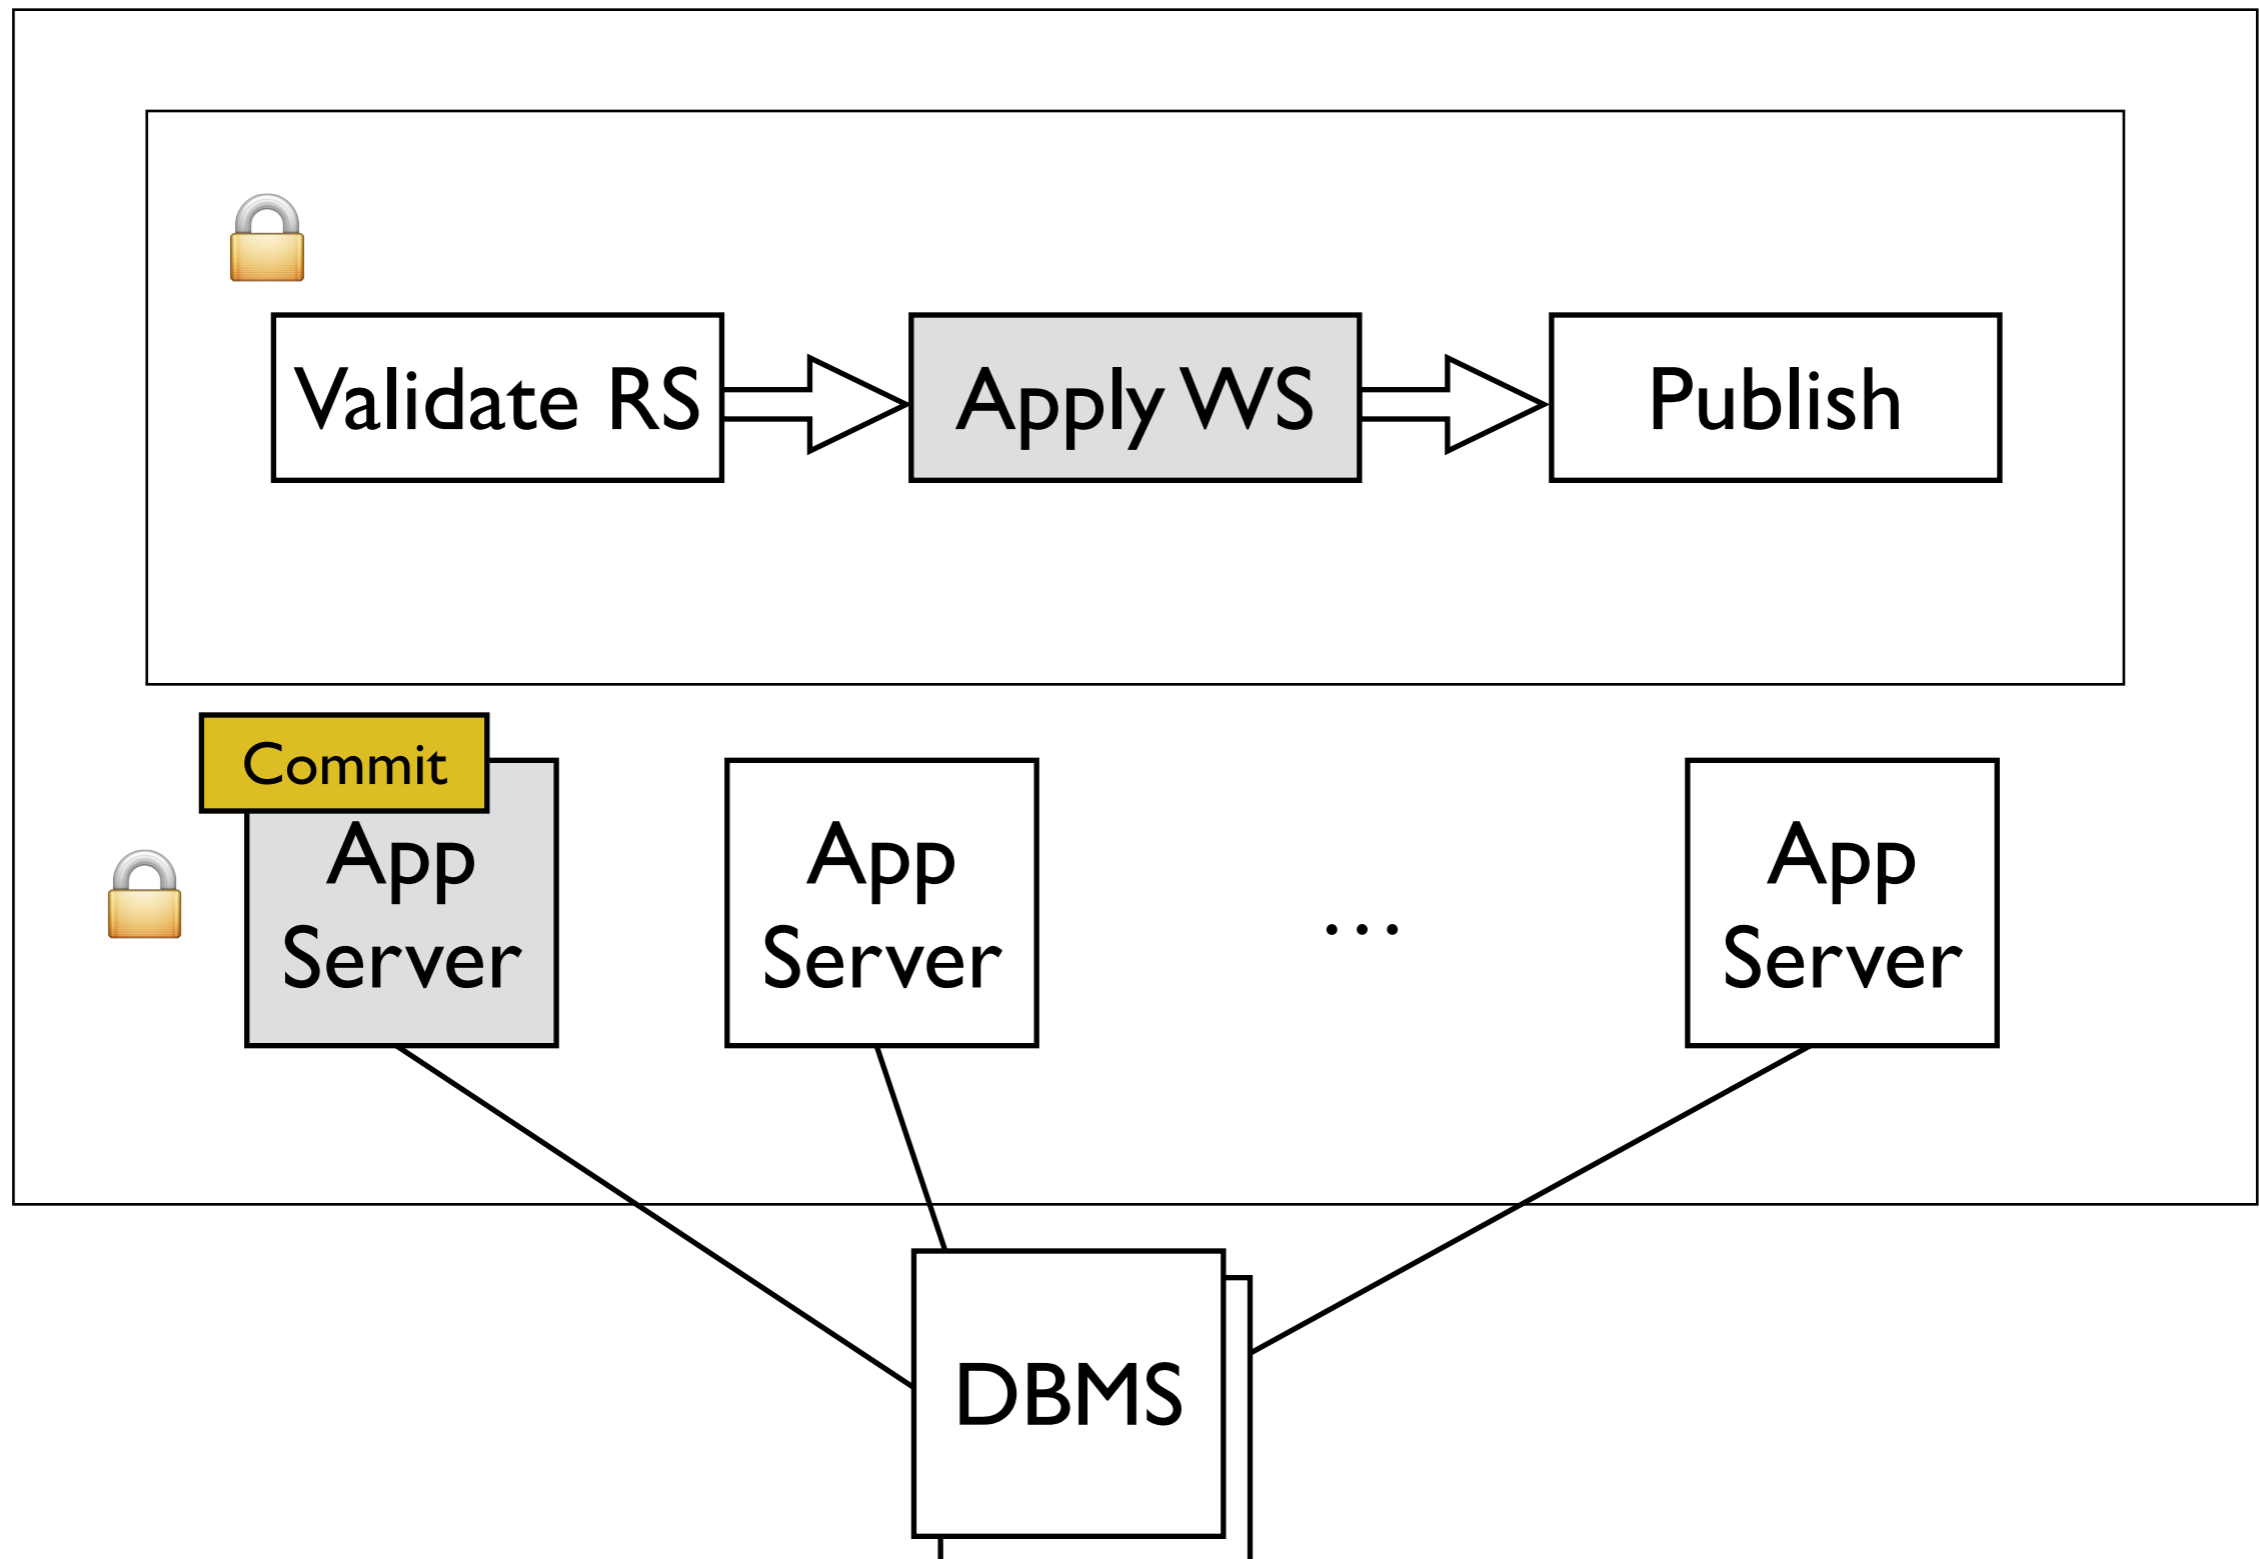 Validate RS
Apply WS
Publish
Commit
App
Server
App
Server
...
App
Server
DBMS